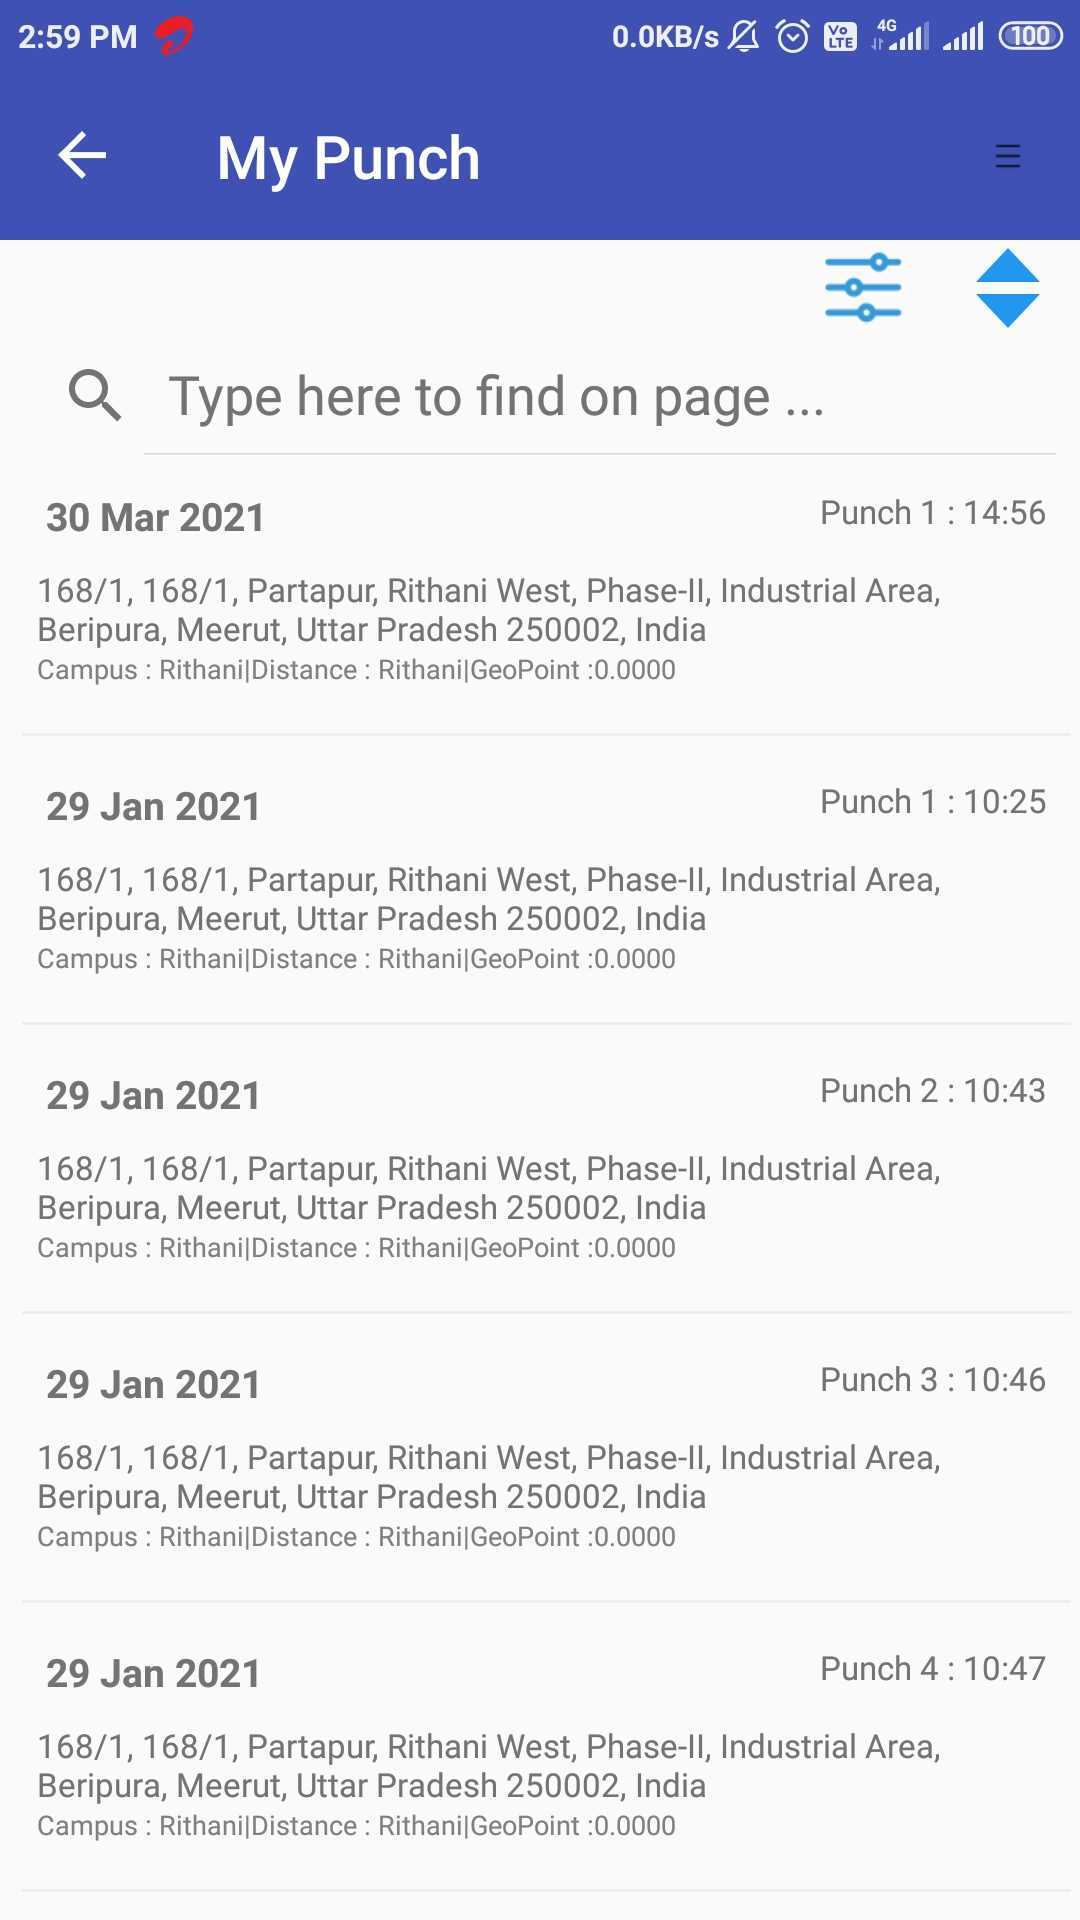 2:59 PM 0.0KB/s Vo LTE 4G 100
My Punch
Type here to find on page ...
30 Mar 2021 Punch 1 : 14:56
168/1, 168/1, Partapur, Rithani West, Phase-II, Industrial Area,
Beripura, Meerut, Uttar Pradesh 250002, India
Campus : Rithani|Distance : Rithani|GeoPoint :0.0000
29 Jan 2021 Punch 1 : 10:25
168/1, 168/1, Partapur, Rithani West, Phase-II, Industrial Area,
Beripura, Meerut, Uttar Pradesh 250002, India
Campus : Rithani|Distance : Rithani|GeoPoint :0.0000
29 Jan 2021 Punch 2 : 10:43
168/1, 168/1, Partapur, Rithani West, Phase-II, Industrial Area,
Beripura, Meerut, Uttar Pradesh 250002, India
Campus : Rithani|Distance : Rithani|GeoPoint :0.0000
29 Jan 2021 Punch 3 : 10:46
168/1, 168/1, Partapur, Rithani West, Phase-II, Industrial Area,
Beripura, Meerut, Uttar Pradesh 250002, India
Campus : Rithani|Distance : Rithani|GeoPoint :0.0000
29 Jan 2021 Punch 4 : 10:47
168/1, 168/1, Partapur, Rithani West, Phase-II, Industrial Area,
Beripura, Meerut, Uttar Pradesh 250002, India
Campus : Rithani|Distance : Rithani|GeoPoint :0.0000